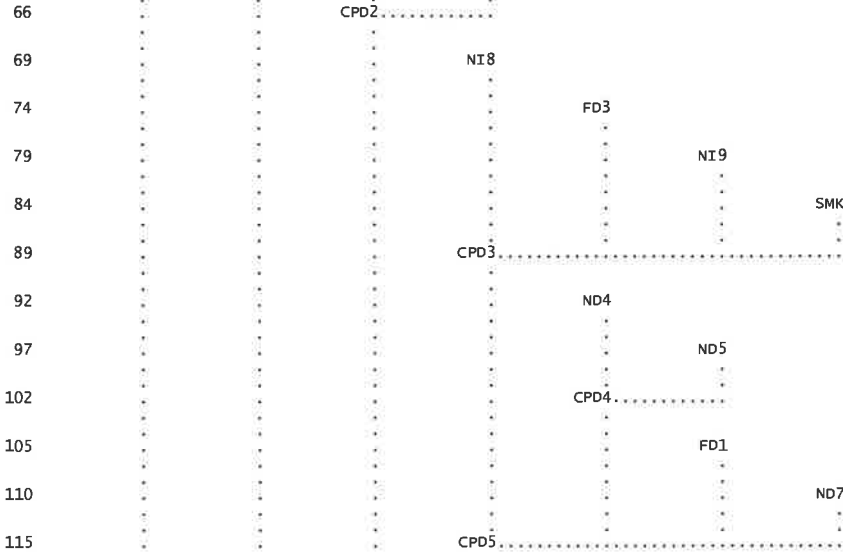 66 CPD2
69 NI8
74 FD3
79 NI9
84 SMK
89 CPD3
92 ND4
97 ND5
102 CPD4
105 FD1
110 ND7
115 CPD5